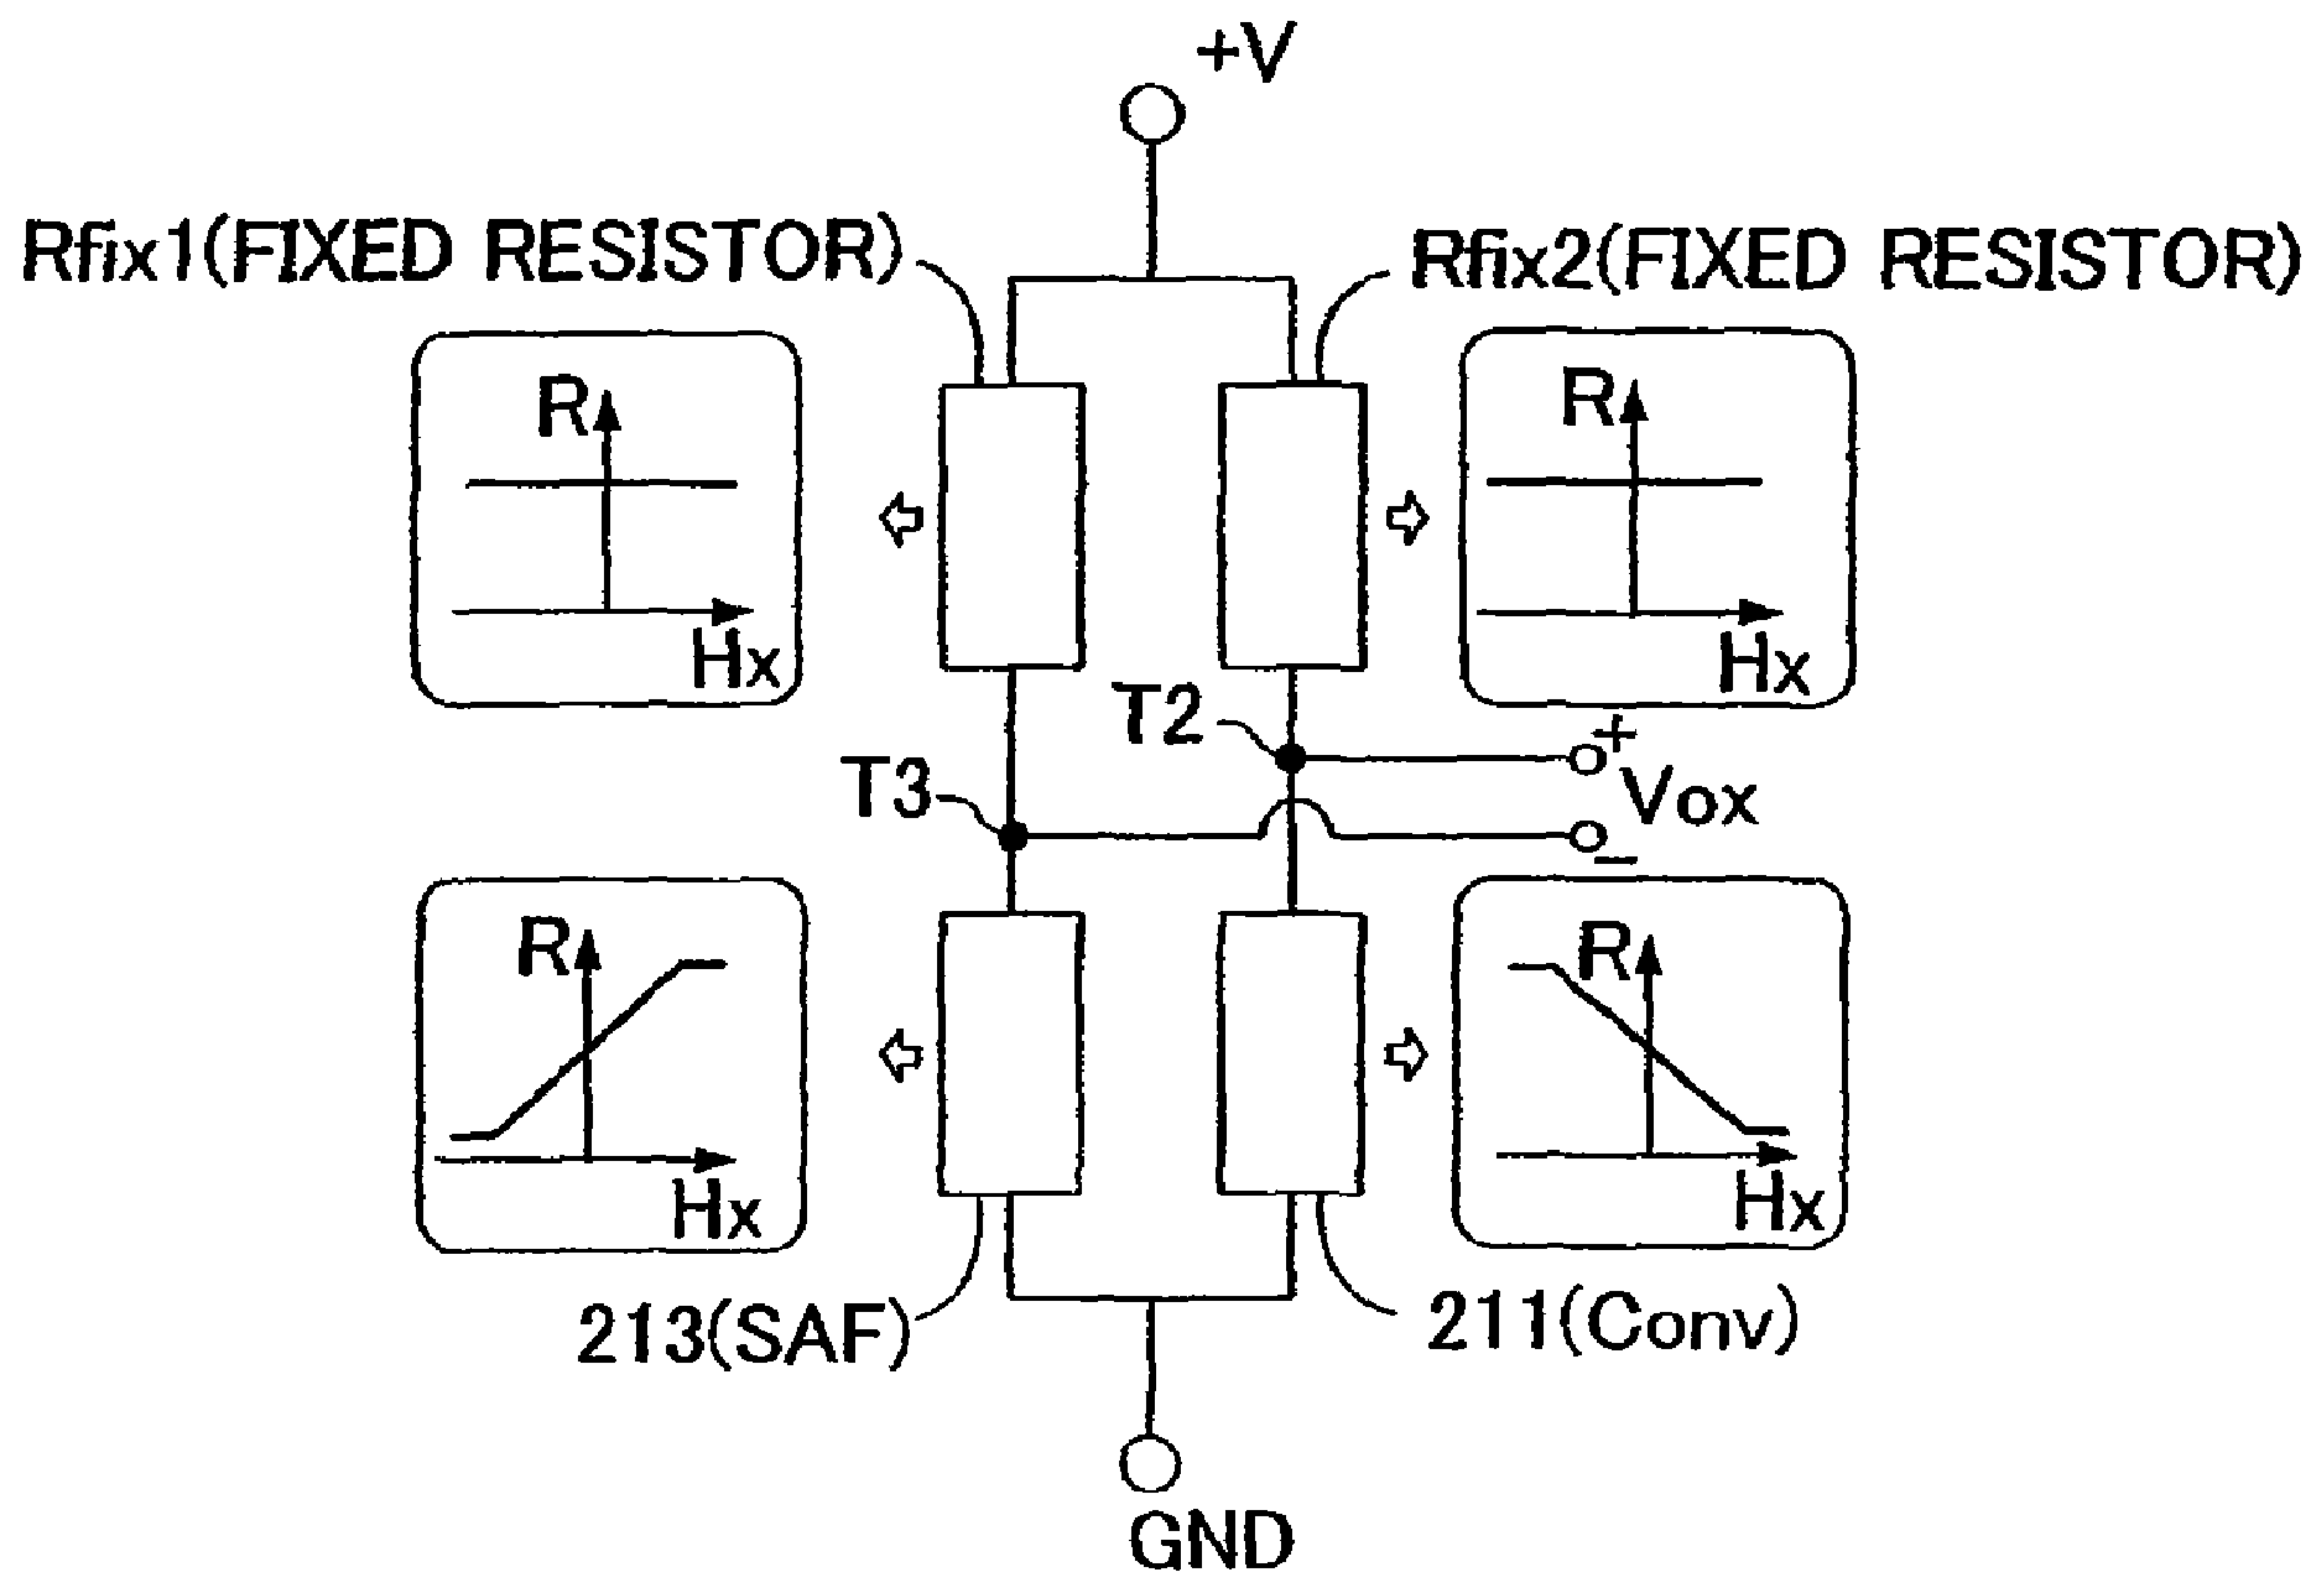 +V
Rfix1(FIXED RESISTOR)
Rfix2(FIXED RESISTOR)
R
Hx
R
Hx
T2
T3
+
Vox
−
R
Hx
R
Hx
213(SAF)
211(Conv)
GND